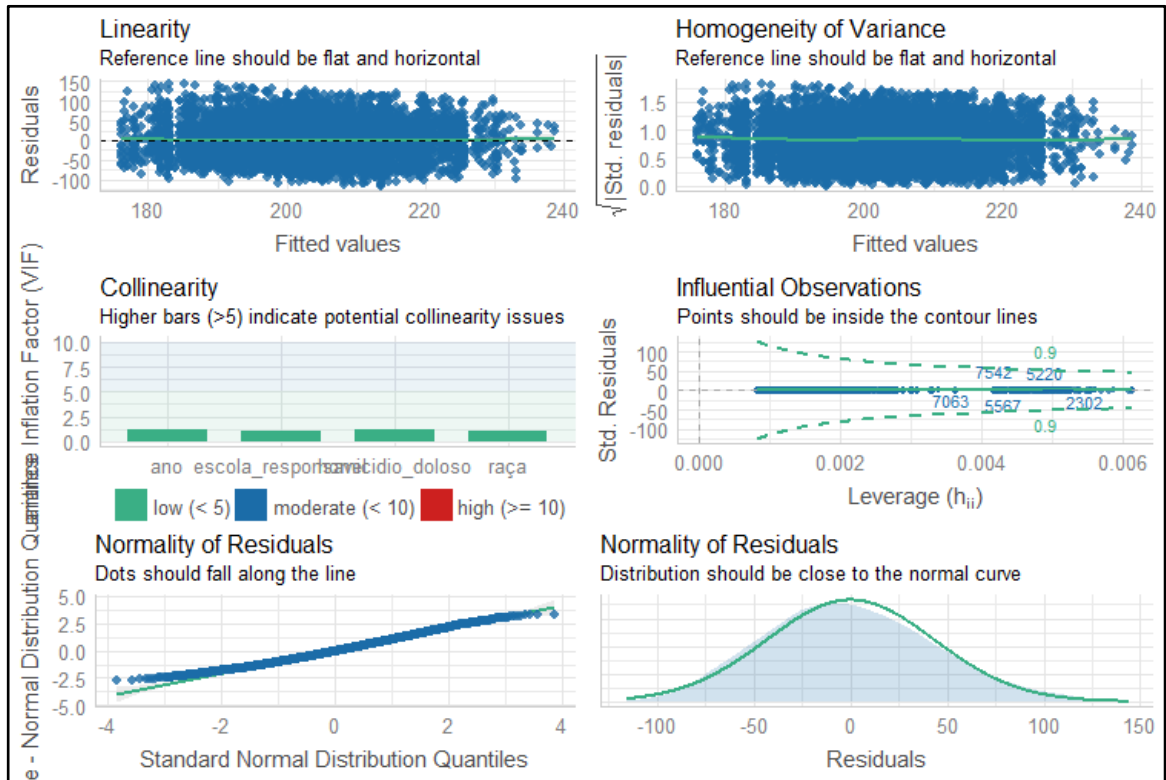 Linearity
Reference line should be flat and horizontal
Residuals
150
100
50
0
-50
-100
180
200
220
240
Fitted values
Homogeneity of Variance
Reference line should be flat and horizontal
√|Std. residuals|
1.5
1.0
0.5
0.0
180
200
220
240
Fitted values
Collinearity
Higher bars (>5) indicate potential collinearity issues
Inflation Factor (VIF)
10.0
7.5
5.0
2.5
0.0
ano
raça
low (< 5)
moderate (< 10)
high (>= 10)
Influential Observations
Points should be inside the contour lines
Std. Residuals
100
50
0
-50
-100
0.9
7542
5220
7063
5567
2302
0.9
0.000
0.002
0.004
0.006
Leverage (hᵢᵢ)
Normality of Residuals
Dots should fall along the line
e - Normal Distribution
5.0
2.5
0.0
-2.5
-5.0
-4
-2
0
2
4
Standard Normal Distribution Quantiles
Normality of Residuals
Distribution should be close to the normal curve
-100
-50
0
50
100
150
Residuals